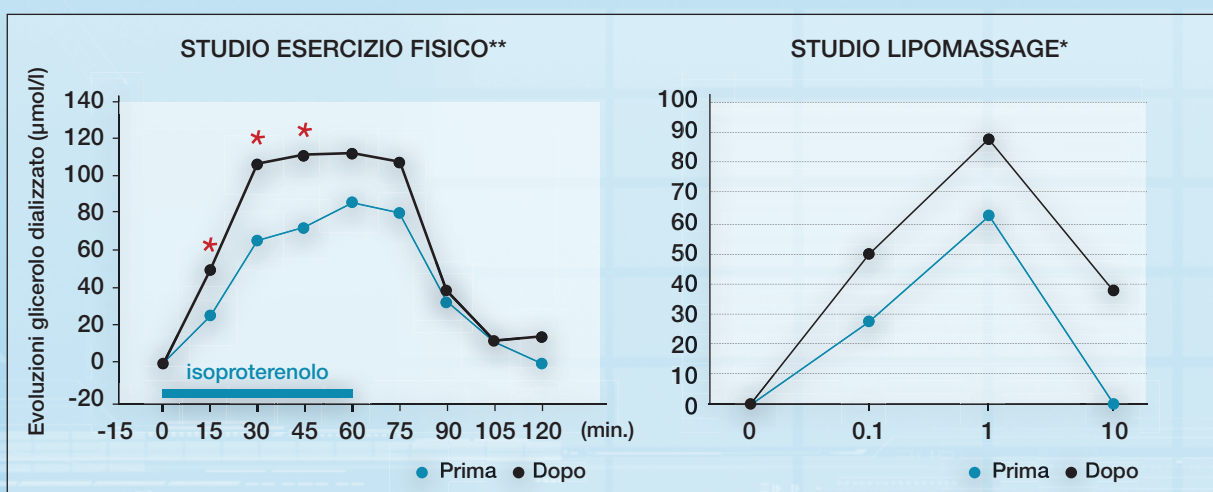 STUDIO ESERCIZIO FISICO**
Evoluzioni glicerolo dializzato (µmol/l)
140
120
100
80
60
40
20
0
-20
isoproterenolo
-15 0 15 30 45 60 75 90 105 120 (min.)
Prima Dopo
STUDIO LIPOMASSAGE*
100
90
80
70
60
50
40
30
20
10
0
0 0.1 1 10
Prima Dopo